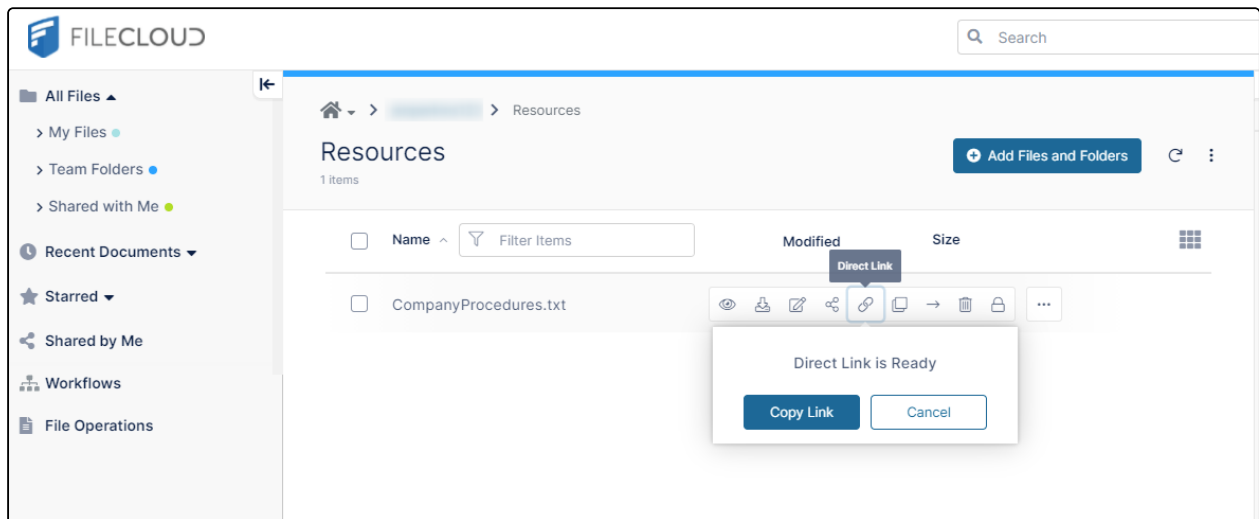 FILECLOUD
Search
All Files
My Files
Team Folders
Shared with Me
Recent Documents
Starred
Shared by Me
Workflows
File Operations
Resources
Resources
1 items
Add Files and Folders
Name
Filter Items
Modified
Size
Direct Link
CompanyProcedures.txt
Direct Link is Ready
Copy Link
Cancel